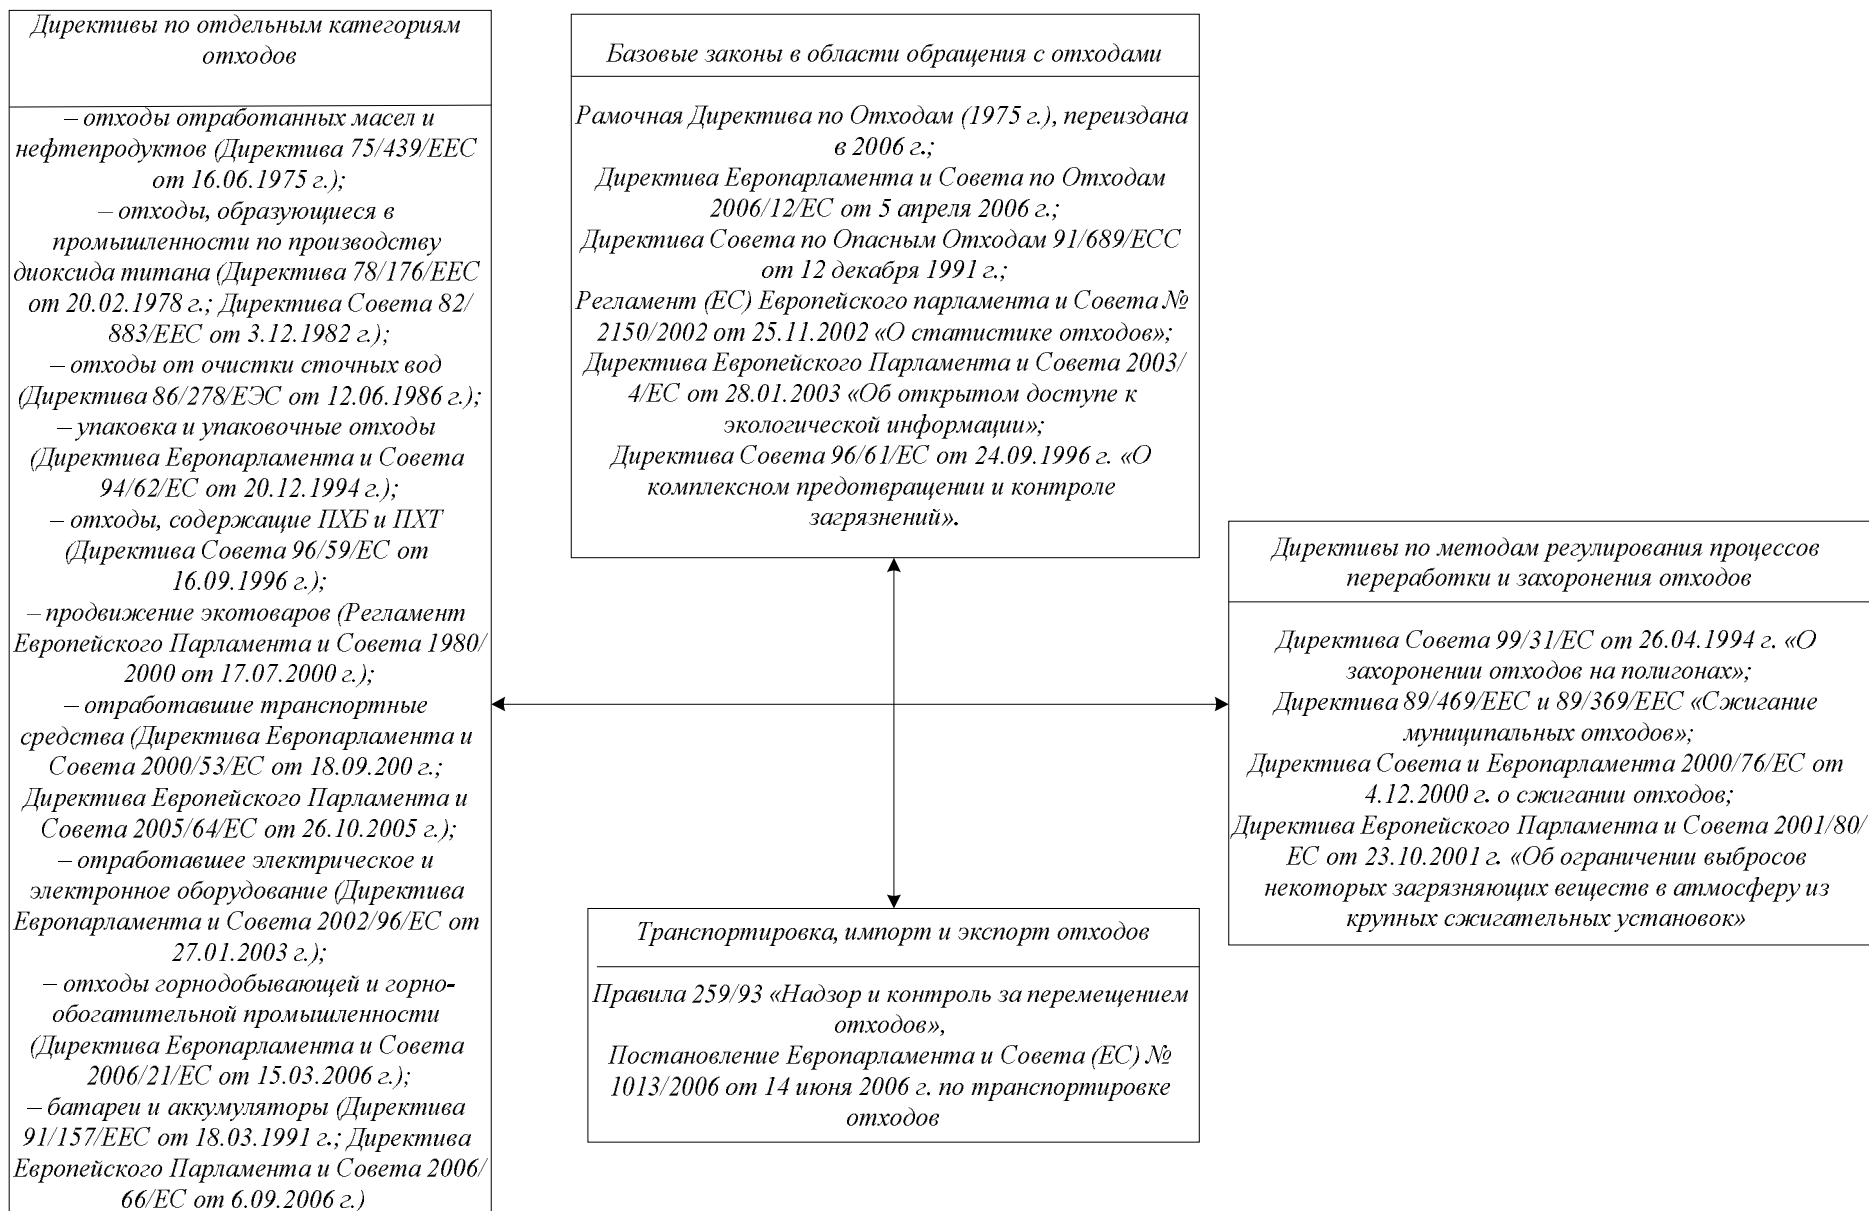 Директивы по отдельным категориям
отходов
– отходы отработанных масел и
нефтепродуктов (Директива 75/439/ЕЕС
от 16.06.1975 г.);
– отходы, образующиеся в
промышленности по производству
диоксида титана (Директива 78/176/ЕЕС
от 20.02.1978 г.; Директива Совета 82/
883/ЕЕС от 3.12.1982 г.);
– отходы от очистки сточных вод
(Директива 86/278/ЕЭС от 12.06.1986 г.);
– упаковка и упаковочные отходы
(Директива Европарламента и Совета
94/62/ЕС от 20.12.1994 г.);
– отходы, содержащие ПХБ и ПХТ
(Директива Совета 96/59/ЕС от
16.09.1996 г.);
– продвижение экотоваров (Регламент
Европейского Парламента и Совета 1980/
2000 от 17.07.2000 г.);
– отработавшие транспортные
средства (Директива Европарламента и
Совета 2000/53/ЕС от 18.09.200 г.;
Директива Европейского Парламента и
Совета 2005/64/ЕС от 26.10.2005 г.);
– отработавшее электрическое и
электронное оборудование (Директива
Европарламента и Совета 2002/96/ЕС от
27.01.2003 г.);
– отходы горнодобывающей и горно-
обогатительной промышленности
(Директива Европарламента и Совета
2006/21/ЕС от 15.03.2006 г.);
– батареи и аккумуляторы (Директива
91/157/ЕЕС от 18.03.1991 г.; Директива
Европейского Парламента и Совета 2006/
66/ЕС от 6.09.2006 г.)
Базовые законы в области обращения с отходами
Рамочная Директива по Отходам (1975 г.), переиздана
в 2006 г.;
Директива Европарламента и Совета по Отходам
2006/12/ЕС от 5 апреля 2006 г.;
Директива Совета по Опасным Отходам 91/689/ЕСС
от 12 декабря 1991 г.;
Регламент (ЕС) Европейского парламента и Совета №
2150/2002 от 25.11.2002 «О статистике отходов»;
Директива Европейского Парламента и Совета 2003/
4/ЕС от 28.01.2003 «Об открытом доступе к
экологической информации»;
Директива Совета 96/61/ЕС от 24.09.1996 г. «О
комплексном предотвращении и контроле
загрязнений».
Директивы по методам регулирования процессов
переработки и захоронения отходов
Директива Совета 99/31/ЕС от 26.04.1994 г. «О
захоронении отходов на полигонах»;
Директива 89/469/ЕЕС и 89/369/ЕЕС «Сжигание
муниципальных отходов»;
Директива Совета и Европарламента 2000/76/ЕС от
4.12.2000 г. о сжигании отходов;
Директива Европейского Парламента и Совета 2001/80/
ЕС от 23.10.2001 г. «Об ограничении выбросов
некоторых загрязняющих веществ в атмосферу из
крупных сжигательных установок»
Транспортировка, импорт и экспорт отходов
Правила 259/93 «Надзор и контроль за перемещением
отходов»,
Постановление Европарламента и Совета (ЕС) №
1013/2006 от 14 июня 2006 г. по транспортировке
отходов